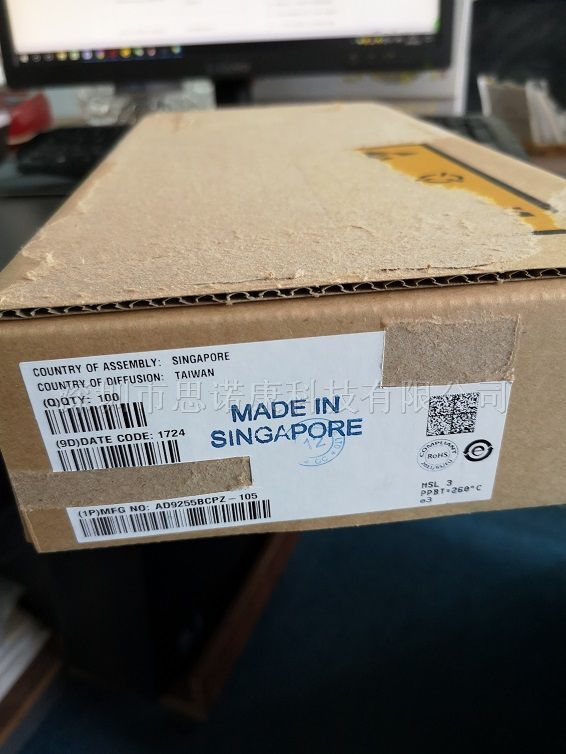 COUNTRY OF ASSEMBLY: SINGAPORE
COUNTRY OF DIFFUSION: TAIWAN
(Q)QTY: 100
圳市思诺康科技有限公司
MADE IN
SINGAPORE
(9D)DATE CODE: 1724
COMPLIANT
RoHS
e
MSL 3
PPBT=260°C
e3
(1P)MFG NO: AD9255BCPZ-105